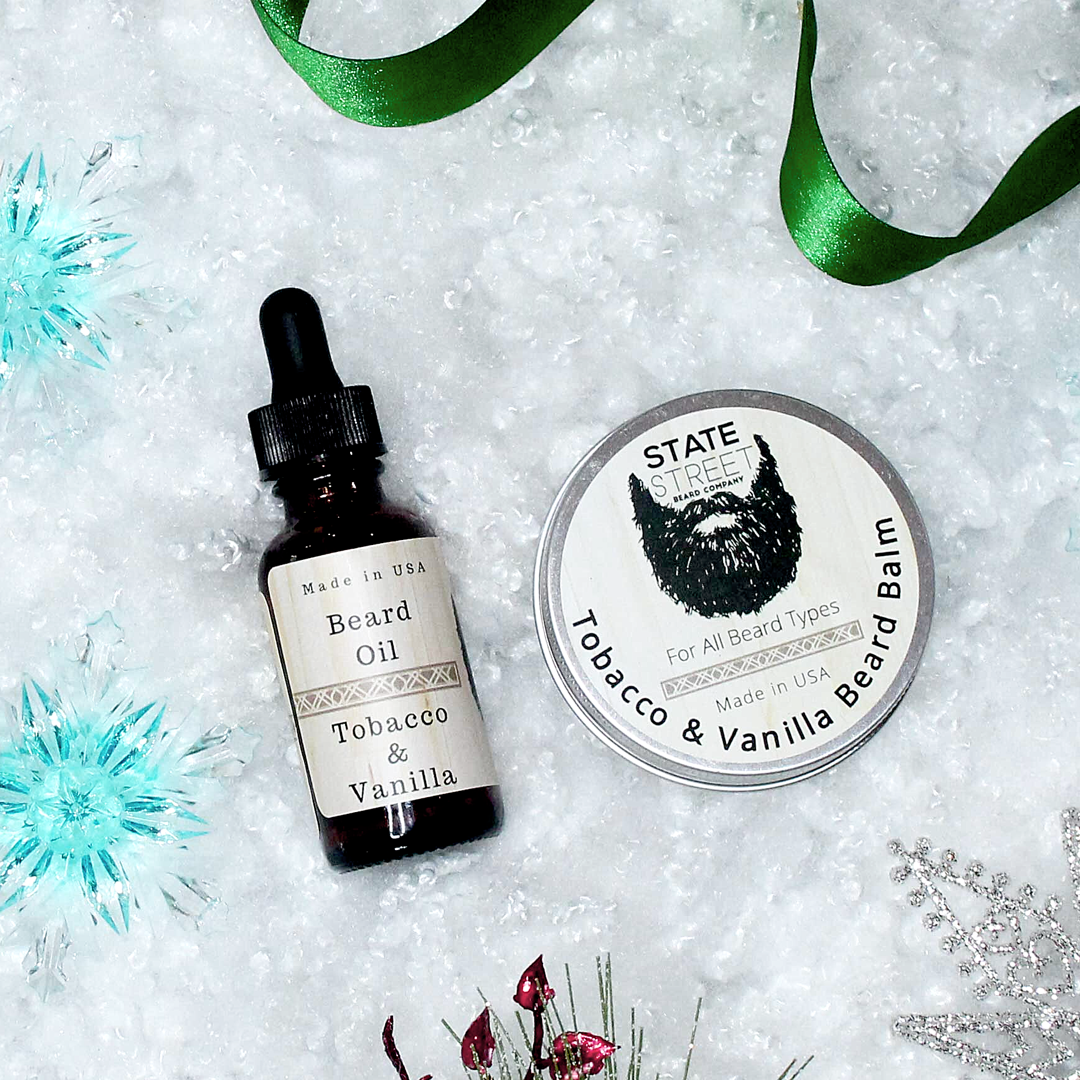 Made in USA
Beard
Oil
Tobacco
&
Vanilla
STATE
STREET
BEARD COMPANY
For All Beard Types
Made in USA
Tobacco & Vanilla Beard Balm